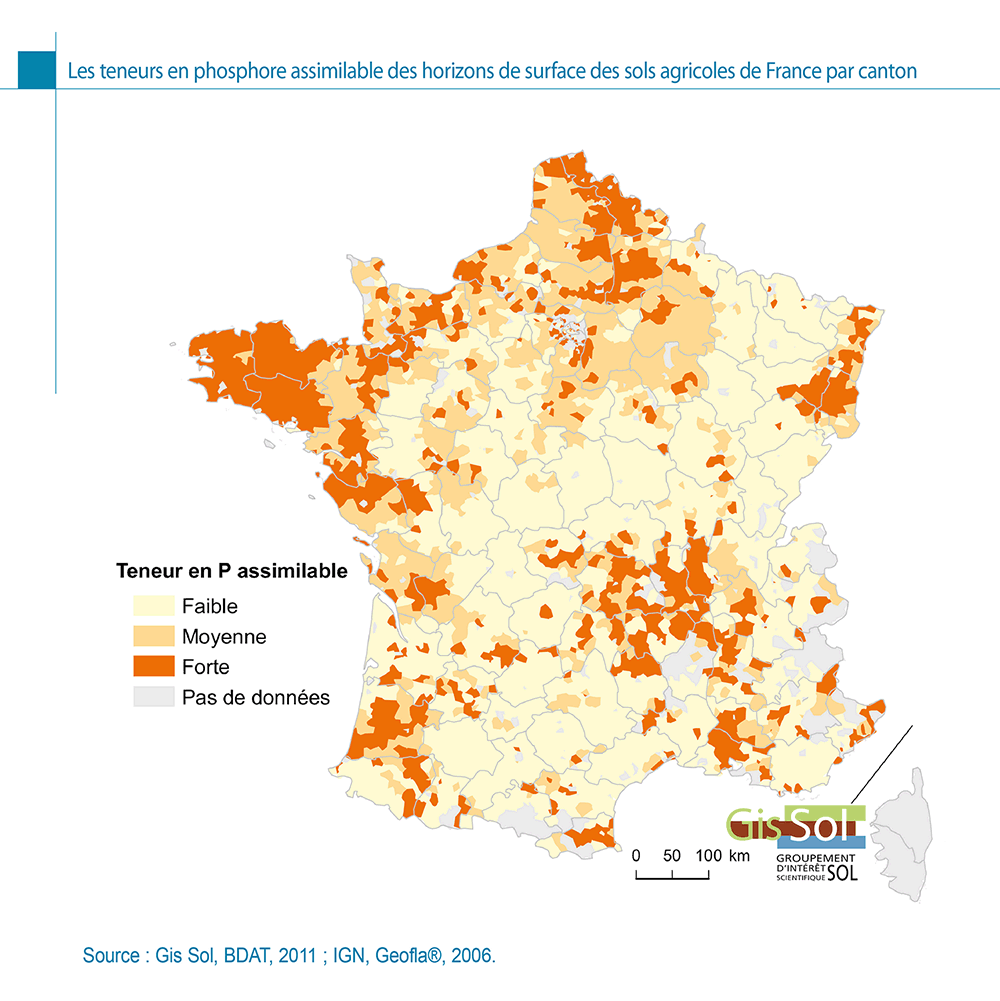 Les teneurs en phosphore assimilable des horizons de surface des sols agricoles de France par canton
Teneur en P assimilable
Faible
Moyenne
Forte
Pas de données
Gis Sol
0 50 100 km
GROUPEMENT
D'INTÉRÊT
SCIENTIFIQUE SOL
Source : Gis Sol, BDAT, 2011 ; IGN, Geofla®, 2006.